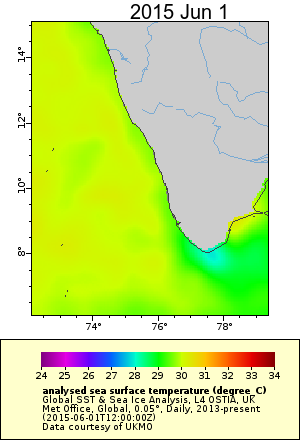 2015 Jun 1
14°
12°
10°
8°
74° 76° 78°
24 25 26 27 28 29 30 31 32 33 34
analysed sea surface temperature (degree_C)
Global SST & Sea Ice Analysis, L4 OSTIA, UK
Met Office, Global, 0.05°, Daily, 2013-present
(2015-06-01T12:00:00Z)
Data courtesy of UKMO